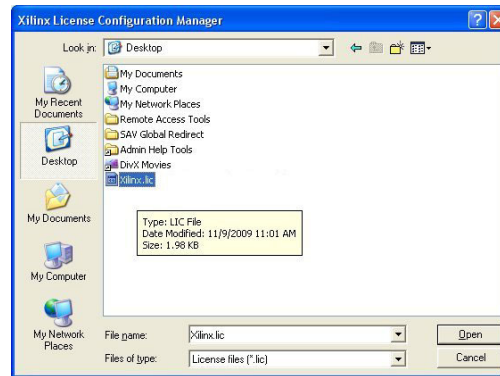 Xilinx License Configuration Manager
Look in:
Desktop
My Recent
Documents
Desktop
My Documents
My Computer
My Network
Places
My Documents
My Computer
My Network Places
Remote Access Tools
SAV Global Redirect
Admin Help Tools
DivX Movies
Xilinx.lic
Type: LIC File
Date Modified: 11/9/2009 11:01 AM
Size: 1.98 KB
File name:
Xilinx.lic
Open
Files of type:
License files (*.lic)
Cancel